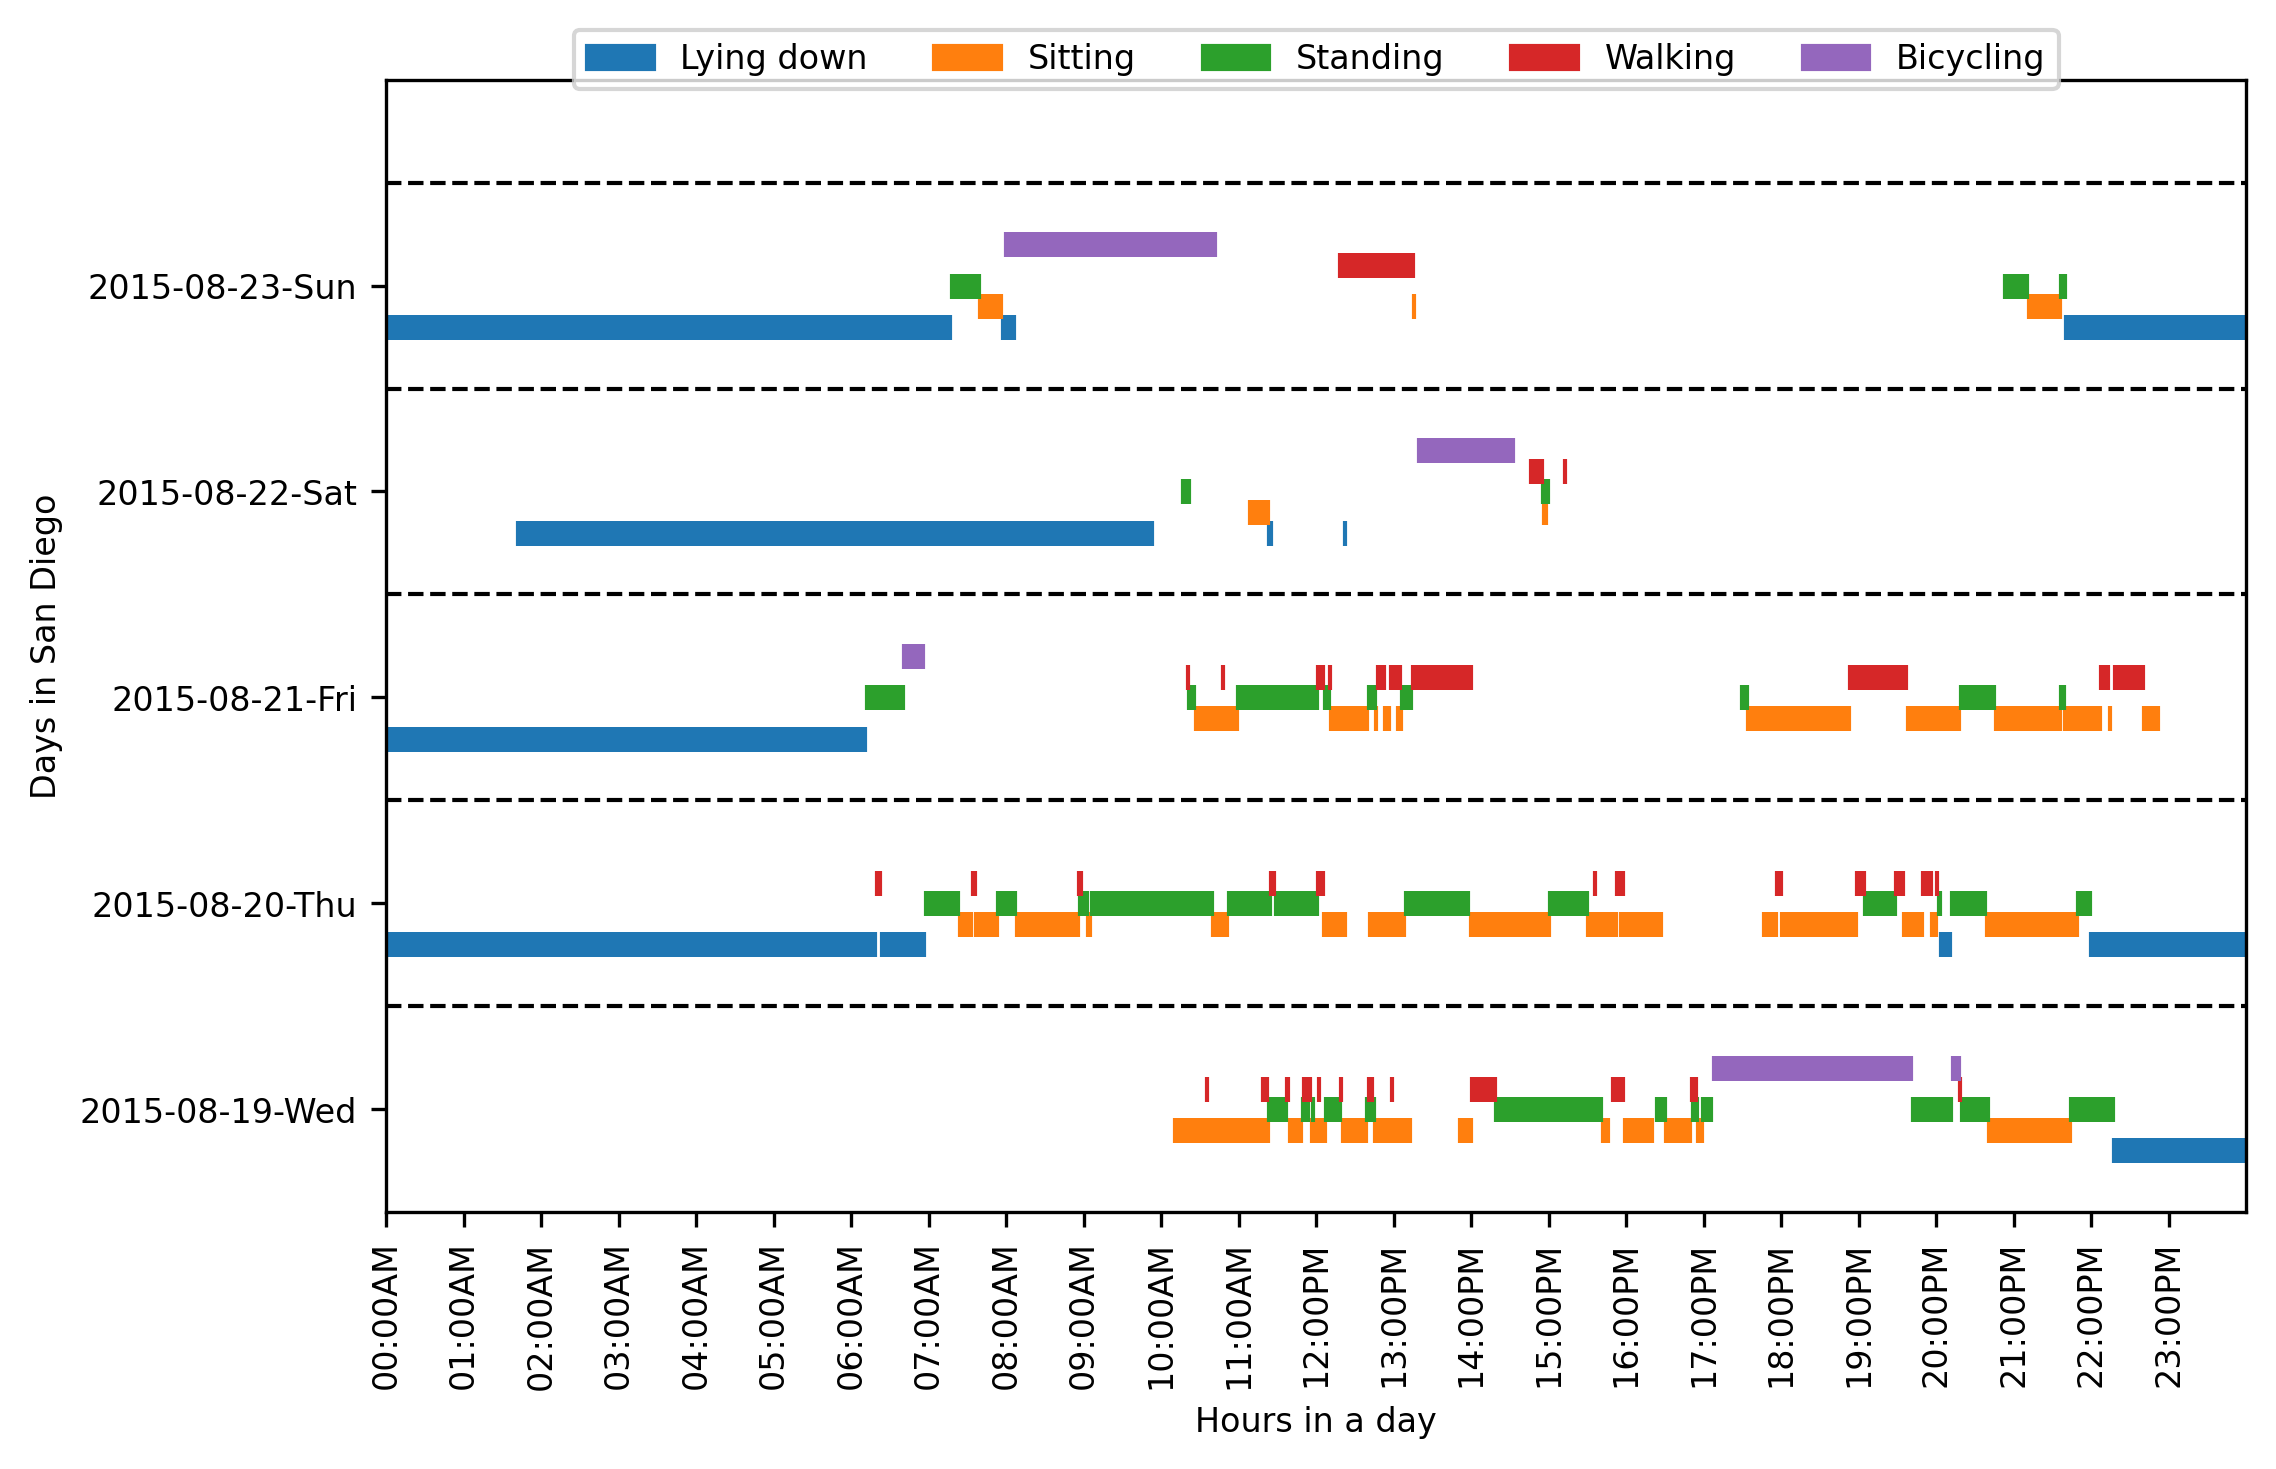 Lying down Sitting Standing Walking Bicycling
2015-08-23-Sun
2015-08-22-Sat
2015-08-21-Fri
2015-08-20-Thu
2015-08-19-Wed
Days in San Diego
00:00AM 01:00AM 02:00AM 03:00AM 04:00AM 05:00AM 06:00AM 07:00AM 08:00AM 09:00AM 10:00AM 11:00AM 12:00PM 13:00PM 14:00PM 15:00PM 16:00PM 17:00PM 18:00PM 19:00PM 20:00PM 21:00PM 22:00PM 23:00PM
Hours in a day